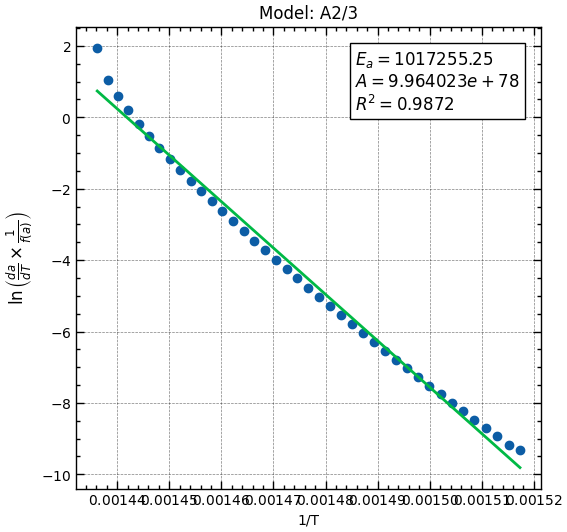 Model: A2/3
E_a = 1017255.25
A = 9.964023e + 78
R² = 0.9872
ln(da/dT × 1/f(a))
2
0
−2
−4
−6
−8
−10
0.00144 0.00145 0.00146 0.00147 0.00148 0.00149 0.00150 0.00151 0.00152
1/T